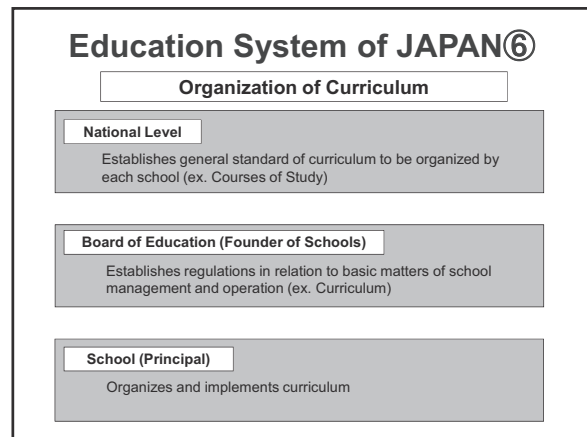 Education System of JAPAN⑥
Organization of Curriculum
National Level
Establishes general standard of curriculum to be organized by
each school (ex. Courses of Study)
Board of Education (Founder of Schools)
Establishes regulations in relation to basic matters of school
management and operation (ex. Curriculum)
School (Principal)
Organizes and implements curriculum